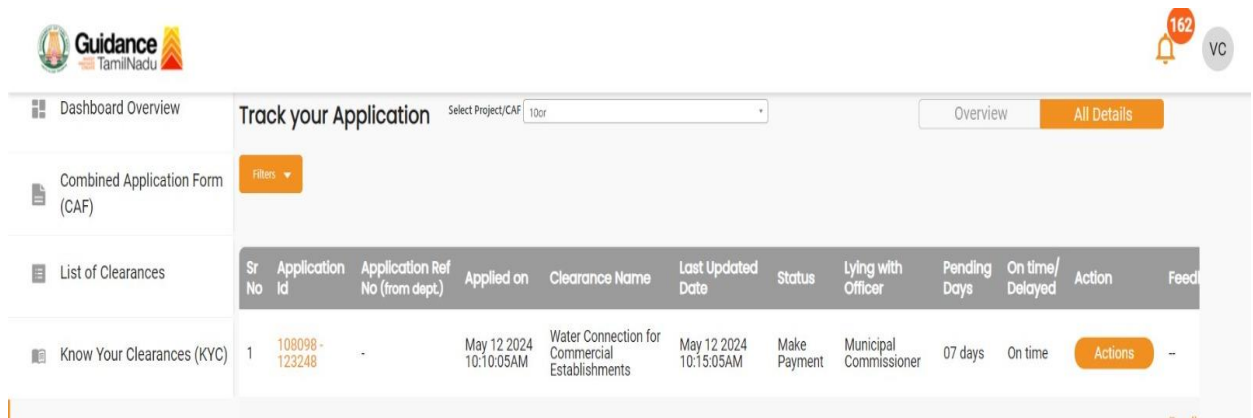 Guidance
TamilNadu
162
VC
Dashboard Overview
Track your Application
Select Project/CAF
10or
Overview
All Details
Filters
Combined Application Form
(CAF)
List of Clearances
Sr
No
Application
Id
Application Ref
No (from dept.)
Applied on
Clearance Name
Last Updated
Date
Status
Lying with
Officer
Pending
Days
On time/
Delayed
Action
Know Your Clearances (KYC)
1
108098 -
123248
-
May 12 2024
10:10:05AM
Water Connection for
Commercial
Establishments
May 12 2024
10:15:05AM
Make
Payment
Municipal
Commissioner
07 days
On time
Actions
--